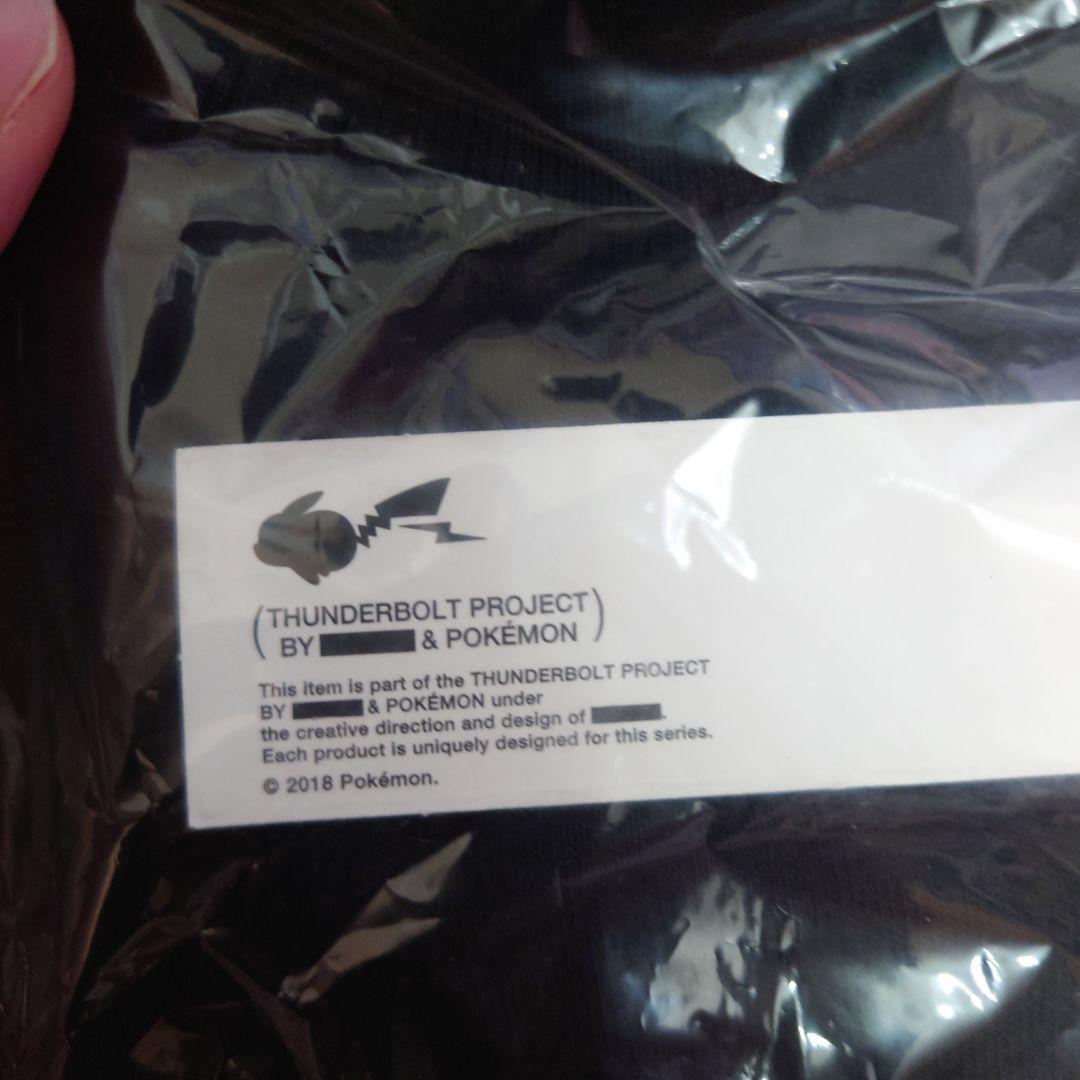 (THUNDERBOLT PROJECT
BY & POKÉMON)
This item is part of the THUNDERBOLT PROJECT
BY & POKÉMON under
the creative direction and design of .
Each product is uniquely designed for this series.
© 2018 Pokémon.